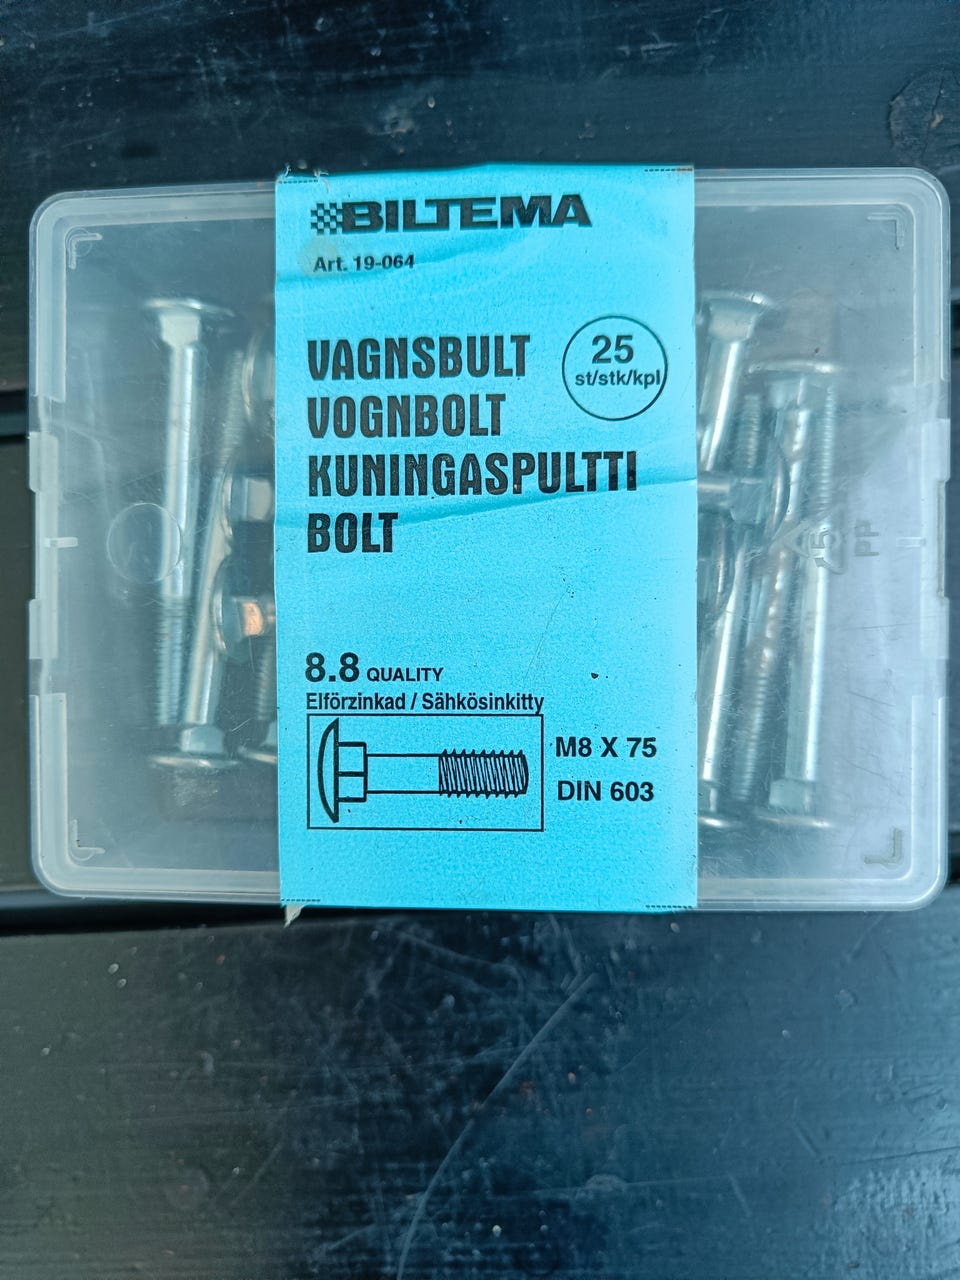 BILTEMA
Art. 19-064
VAGNSBULT
VOGNBOLT
KUNINGASPULTTI
BOLT
25
st/stk/kpl
8.8 QUALITY
Elförzinkad / Sähkösinkitty
M8 X 75
DIN 603
5
PP